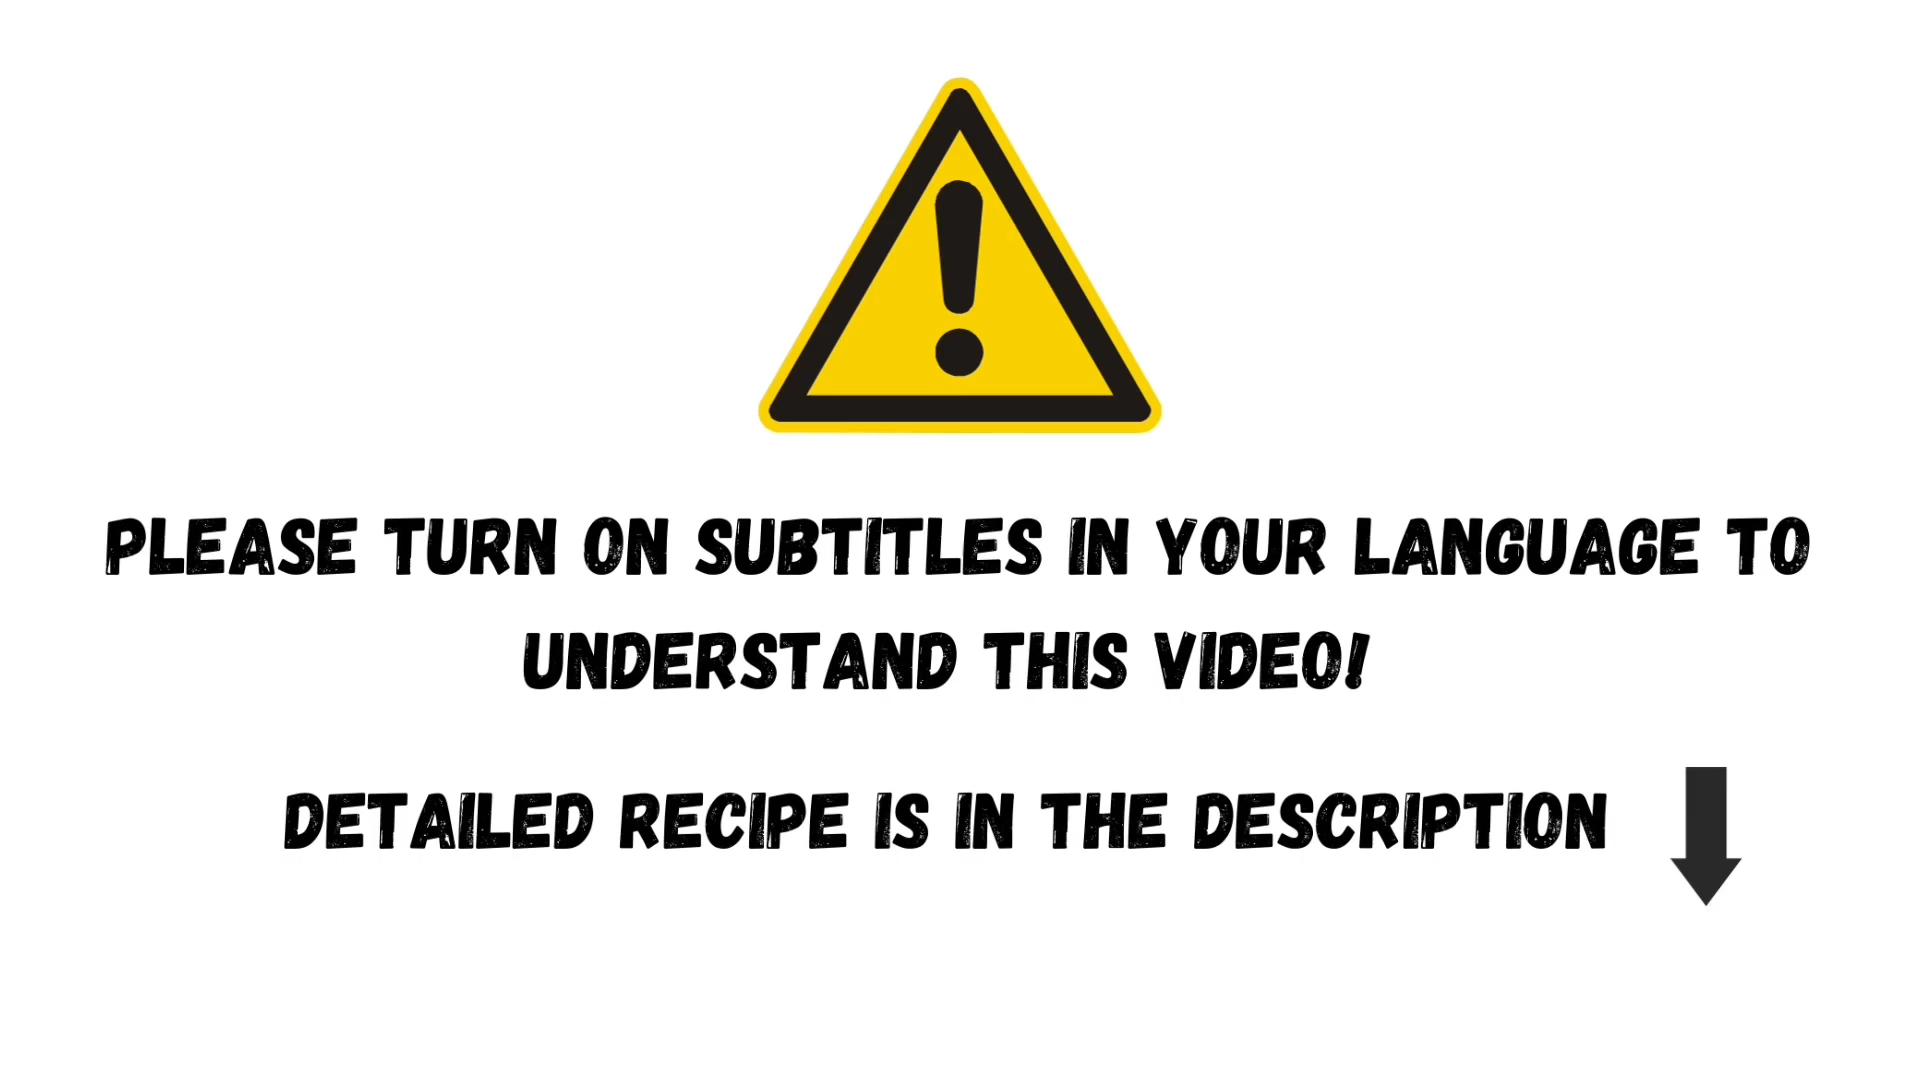 PLEASE TURN ON SUBTITLES IN YOUR LANGUAGE TO
UNDERSTAND THIS VIDEO!
DETAILED RECIPE IS IN THE DESCRIPTION